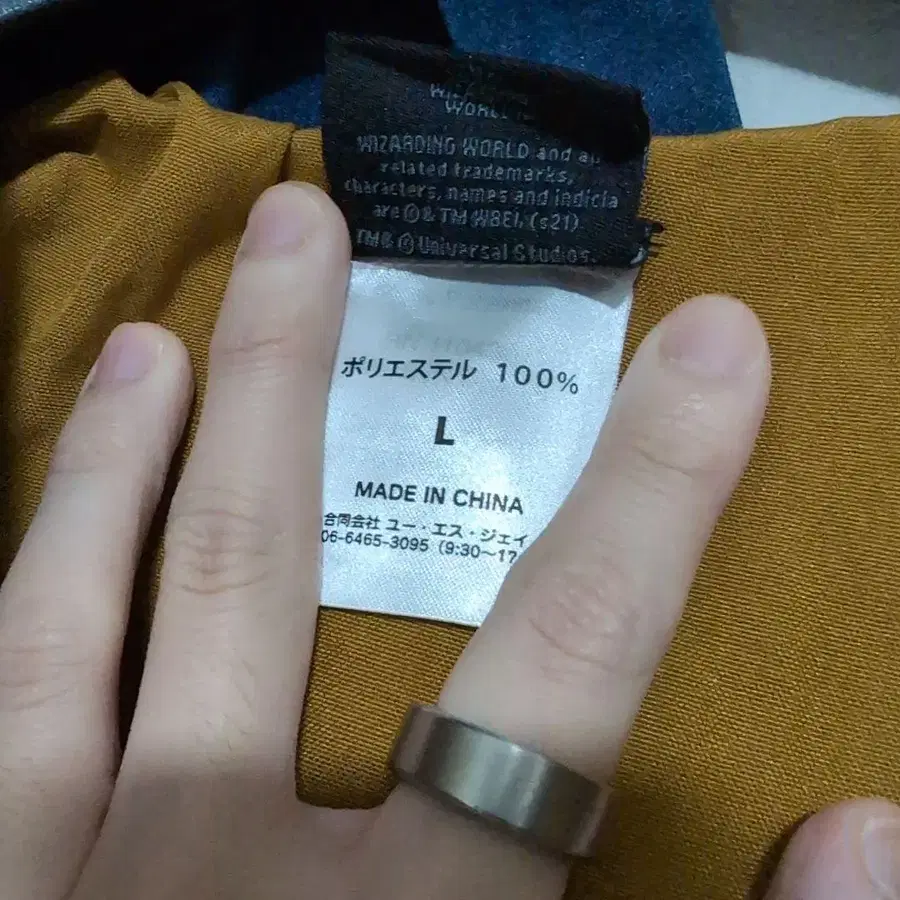 WORLD
WIZARDING WORLD and all
related trademarks,
characters, names and indicia
are © & TM WBEI. (s21)
TM & © Universal Studios.
ポリエステル 100%
L
MADE IN CHINA
合同会社 ユー・エス・ジェイ
06-6465-3095 (9:30〜17